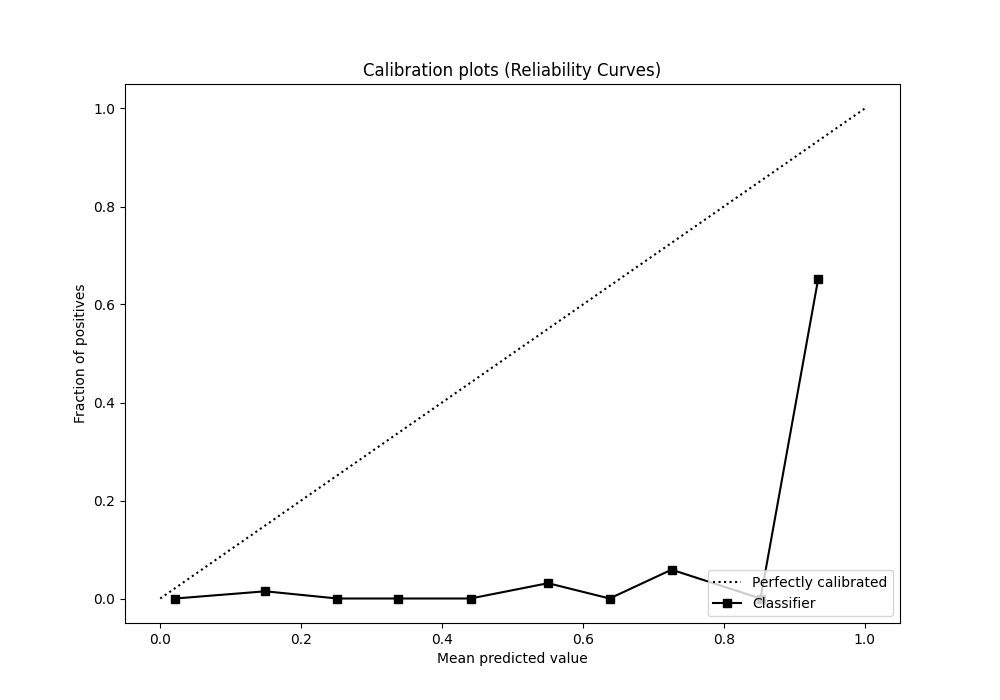 Calibration plots (Reliability Curves)
1.0
0.8
0.6
0.4
0.2
0.0
Fraction of positives
0.0 0.2 0.4 0.6 0.8 1.0
Mean predicted value
Perfectly calibrated
Classifier